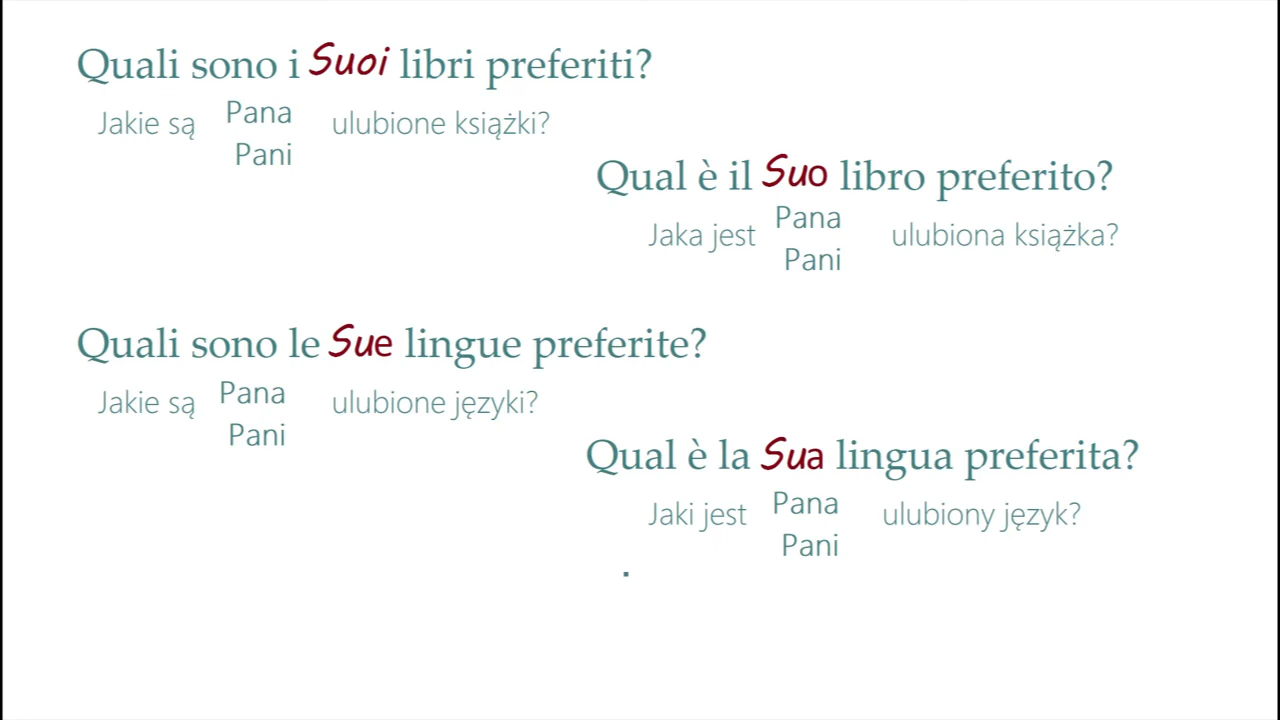 Quali sono i Suoi libri preferiti?
Jakie są Pana ulubione książki?
Pani
Qual è il Suo libro preferito?
Jaka jest Pana ulubiona książka?
Pani
Quali sono le Sue lingue preferite?
Jakie są Pana ulubione języki?
Pani
Qual è la Sua lingua preferita?
Jaki jest Pana ulubiony język?
Pani